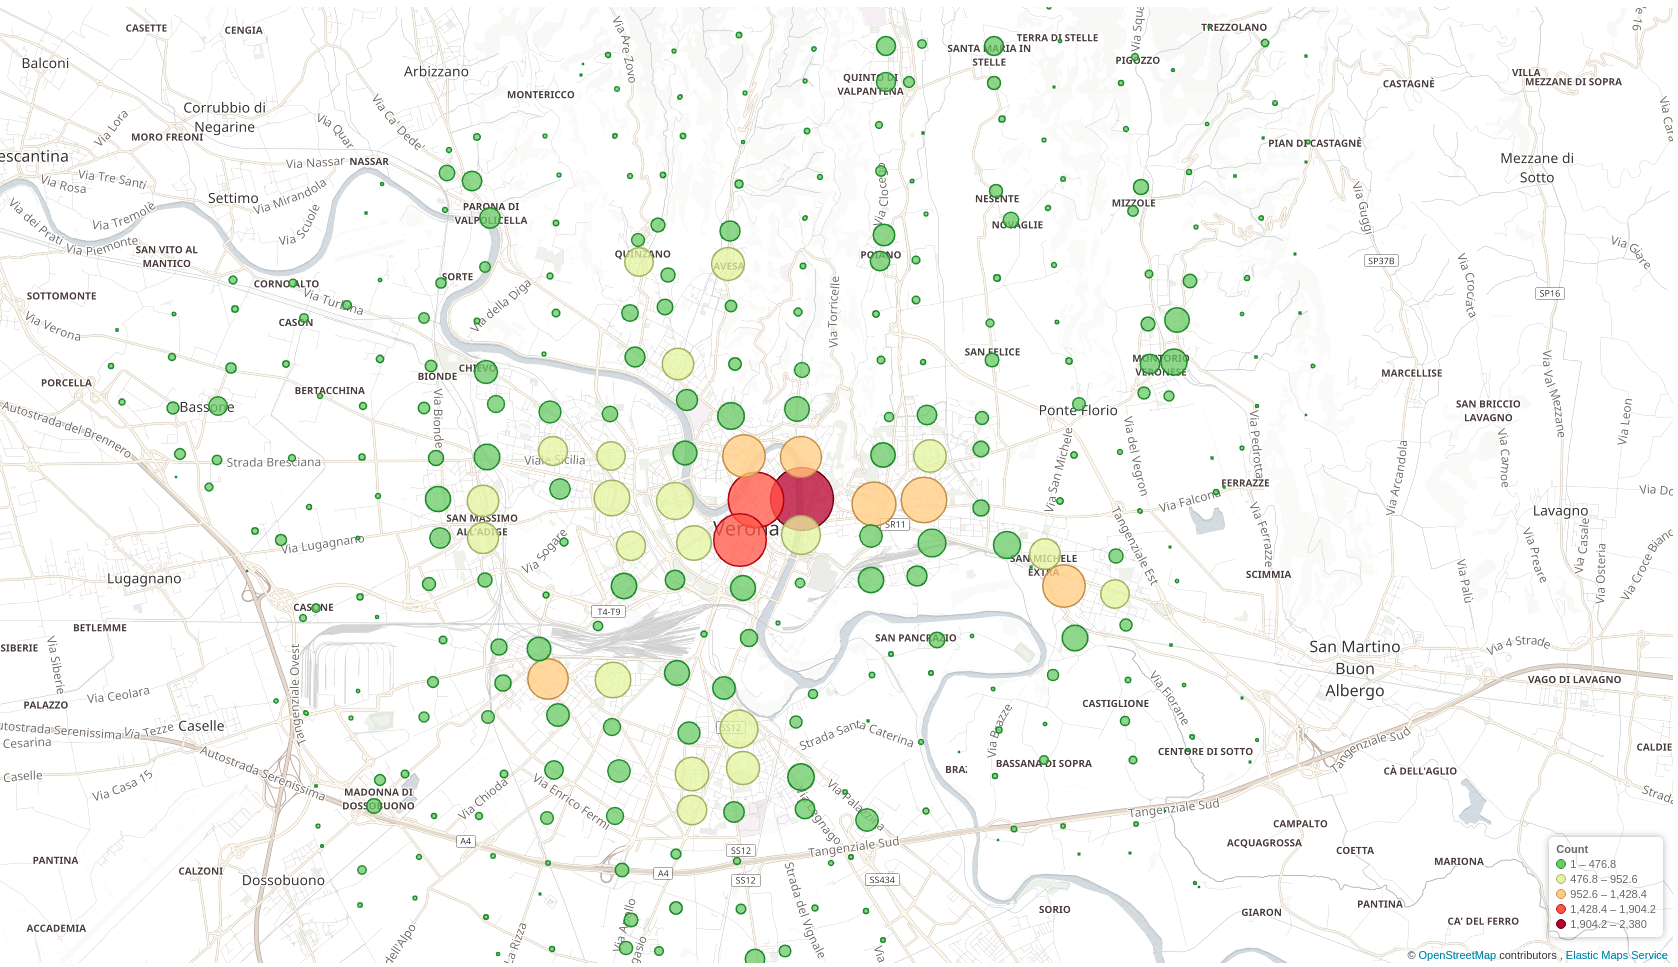 CASETTE
CENGIA
Balconi
Arbizzano
Via Are Zovo
MONTERICCO
Corrubbio di
Negarine
Via Lora
MORO FREONI
Via Quar
Via Ca' Dede'
Via Nassar
NASSAR
escantina
Via Rosa
Via Tre Santi
Settimo
Via Mirandola
Via Scuole
Via Tremolè
Via dei Prati
Via Piemonte
SAN VITO AL
MANTICO
PARONA DI
VALPOLICELLA
QUINTO DI
VALPANTENA
SANTA MARIA IN
STELLE
TERRA DI STELLE
Via Squa
PIGOZZO
TREZZOLANO
CASTAGNÈ
VILLA
MEZZANE DI SOPRA
e 16
Via Cara
PIAN DI CASTAGNÈ
Mezzane di
Sotto
Via Clocego
NESENTE
NOVAGLIE
MIZZOLE
Via Guggi
SP37B
Via Giare
SP16
Via Crociata
QUINZANO
AVESA
POIANO
SORTE
CORNO ALTO
SOTTOMONTE
Via Turbina
CASON
Via Verona
Via della Diga
Via Torricelle
SAN FELICE
MONTORIO
VERONESE
MARCELLISE
Via Val Mezzane
SAN BRICCIO
LAVAGNO
Via Leon
PORCELLA
BERTACCHINA
BIONDE
CHIEVO
Bassone
Autostrada del Brennero
Via Bionde
Ponte Florio
Via San Michele
Via del Vegron
Via Pedrotta
Via Arcandola
Via Camoe
Strada Bresciana
Viale Sicilia
FERRAZZE
Via Falcona
Via Ferrazze
Lavagno
Via Do
SAN MASSIMO
ALL'ADIGE
Verona
SR11
Via Lugagnano
Via Sogare
Lugagnano
SAN MICHELE
EXTRA
Tangenziale Est
SCIMMIA
Via Palù
Via Preare
Via Casale
Via Osteria
Via Croce Bianca
CASONE
T4-T9
BETLEMME
SIBERIE
Via Siberie
SAN PANCRAZIO
San Martino
Buon
Albergo
Via 4 Strade
VAGO DI LAVAGNO
Via Ceolara
PALAZZO
Tangenziale Ovest
Caselle
utostrada Serenissima
Via Tezze
Cesarina
Caselle
Via Casa 15
Autostrada Serenissima
SS12
Strada Santa Caterina
Via Fiorane
CASTIGLIONE
CENTORE DI SOTTO
BASSANA DI SOPRA
Tangenziale Sud
CÀ DELL'AGLIO
CALDIE
Strada
MADONNA DI
DOSSOBUONO
Via Chioda
Via Enrico Fermi
Via Legnago
Tangenziale Sud
Tangenziale Sud
CAMPALTO
ACQUAGROSSA
COETTA
MARIONA
A4
SS12
A4
SS12
SS434
PANTINA
CALZONI
Dossobuono
Strada del Vignale
SORIO
GIARON
PANTINA
CA' DEL FERRO
ACCADEMIA
dell'Alpo
La Rizza
Via
Count
1 – 476.8
476.8 – 952.6
952.6 – 1,428.4
1,428.4 – 1,904.2
1,904.2 – 2,380
© OpenStreetMap contributors , Elastic Maps Service